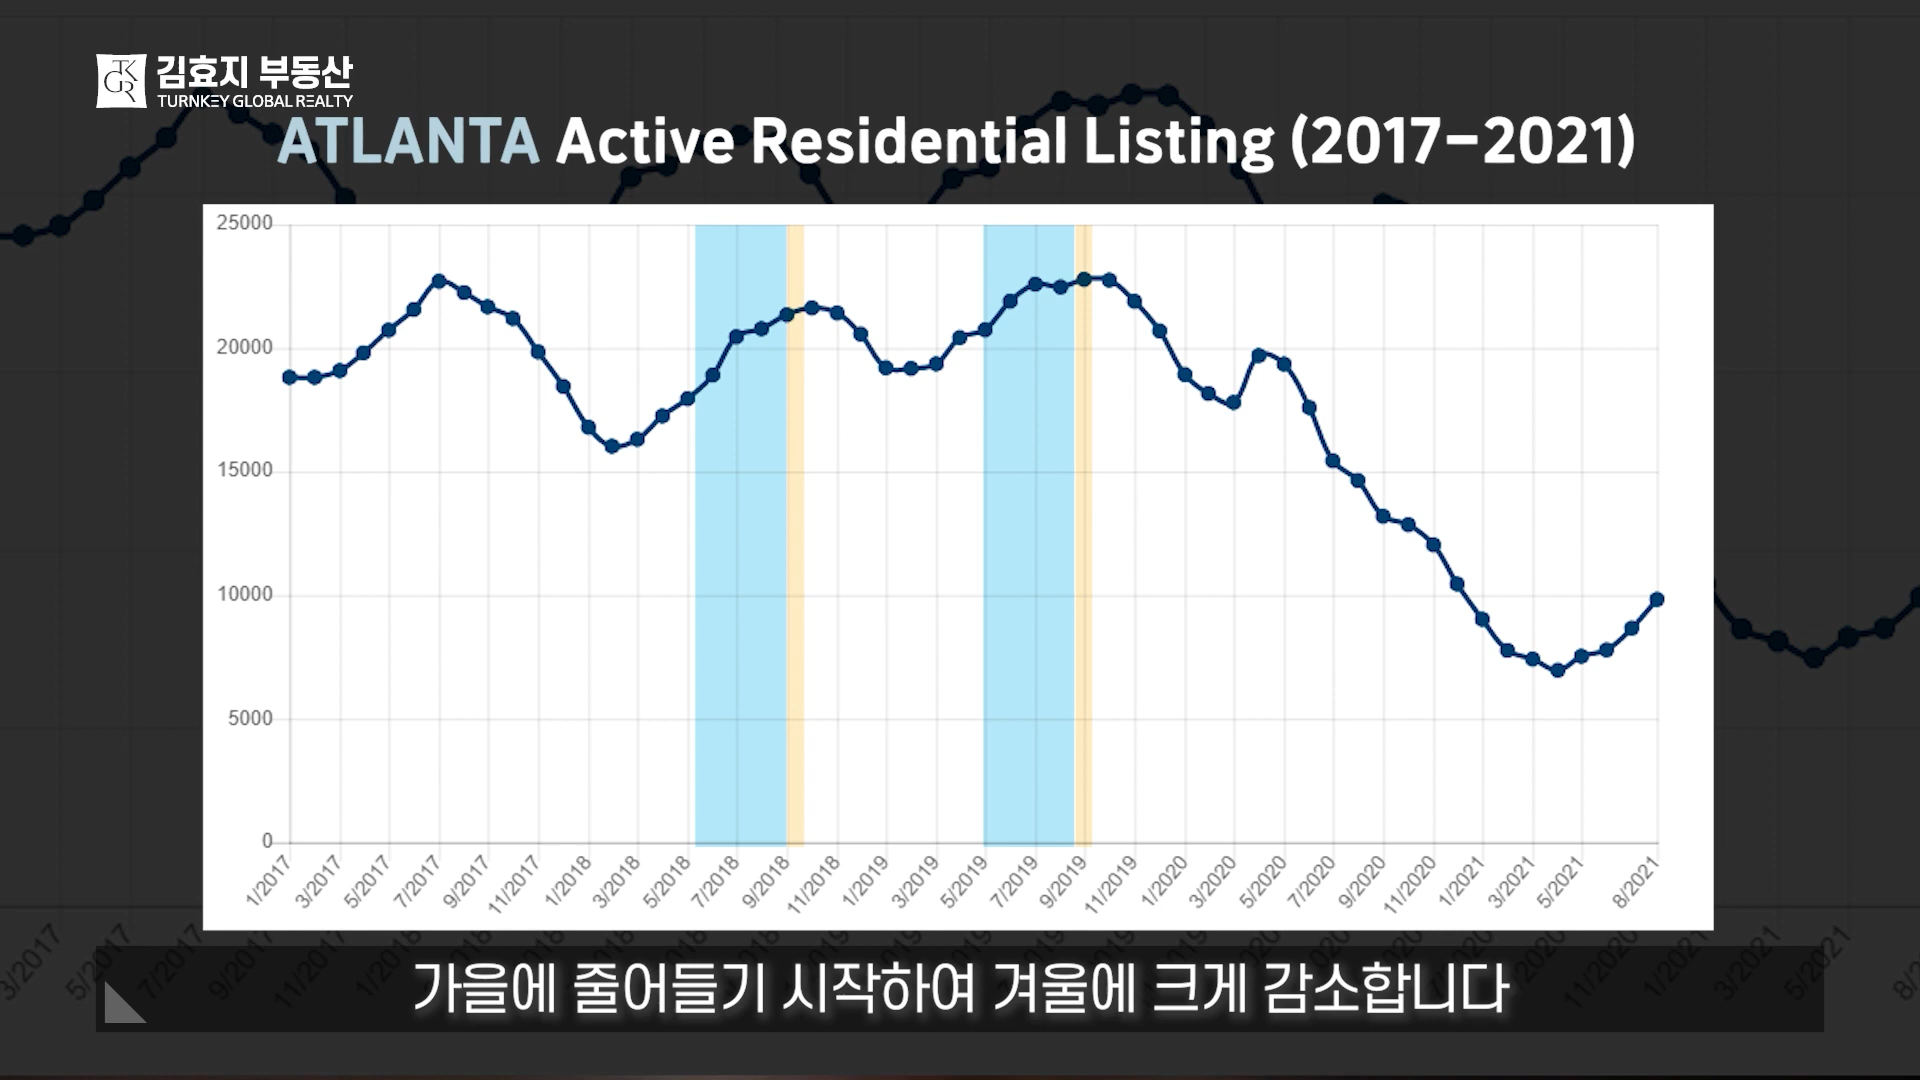 김효지 부동산
TURNKEY GLOBAL REALTY
ATLANTA Active Residential Listing (2017-2021)
25000
20000
15000
10000
5000
0
1/2017 3/2017 5/2017 7/2017 9/2017 11/2017 1/2018 3/2018 5/2018 7/2018 9/2018 11/2018 1/2019 3/2019 5/2019 7/2019 9/2019 11/2019 1/2020 3/2020 5/2020 7/2020 9/2020 11/2020 1/2021 3/2021 5/2021 8/2021
가을에 줄어들기 시작하여 겨울에 크게 감소합니다